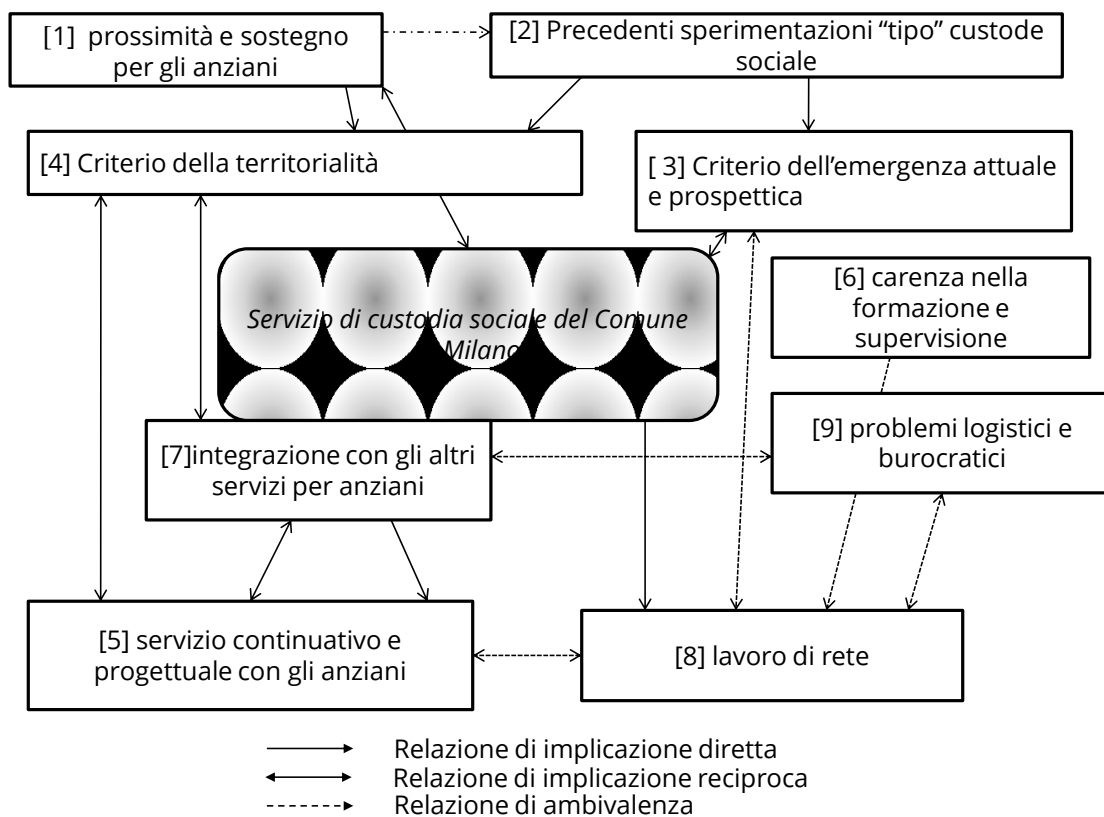 [1] prossimità e sostegno
per gli anziani
[2] Precedenti sperimentazioni “tipo” custode
sociale
[4] Criterio della territorialità
[ 3] Criterio dell’emergenza attuale
e prospettica
[6] carenza nella
formazione e
supervisione
Servizio di custodia sociale del Comune
Milano
[9] problemi logistici e
burocratici
[7]integrazione con gli altri
servizi per anziani
[5] servizio continuativo e
progettuale con gli anziani
[8] lavoro di rete
Relazione di implicazione diretta
Relazione di implicazione reciproca
Relazione di ambivalenza